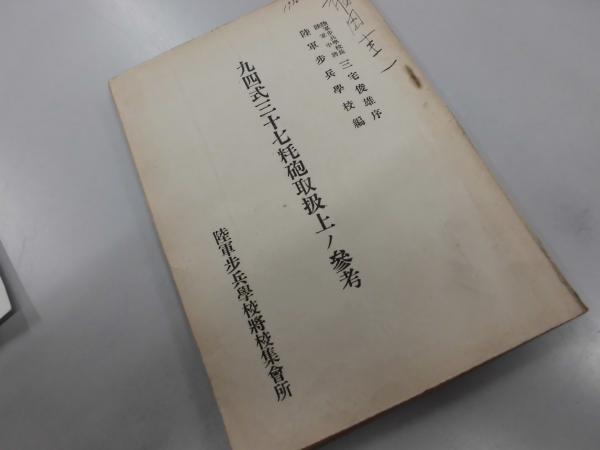 陸軍步兵學校長
陸軍中將
三宅俊雄序
陸軍步兵學校編
九四式三十七粍砲取扱上ノ參考
陸軍步兵學校將校集會所